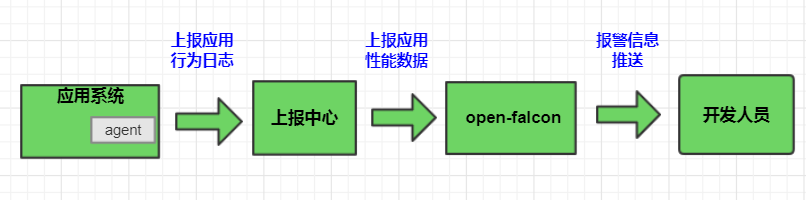 上报应用
行为日志
上报应用
性能数据
报警信息
推送
应用系统
agent
上报中心
open-falcon
开发人员